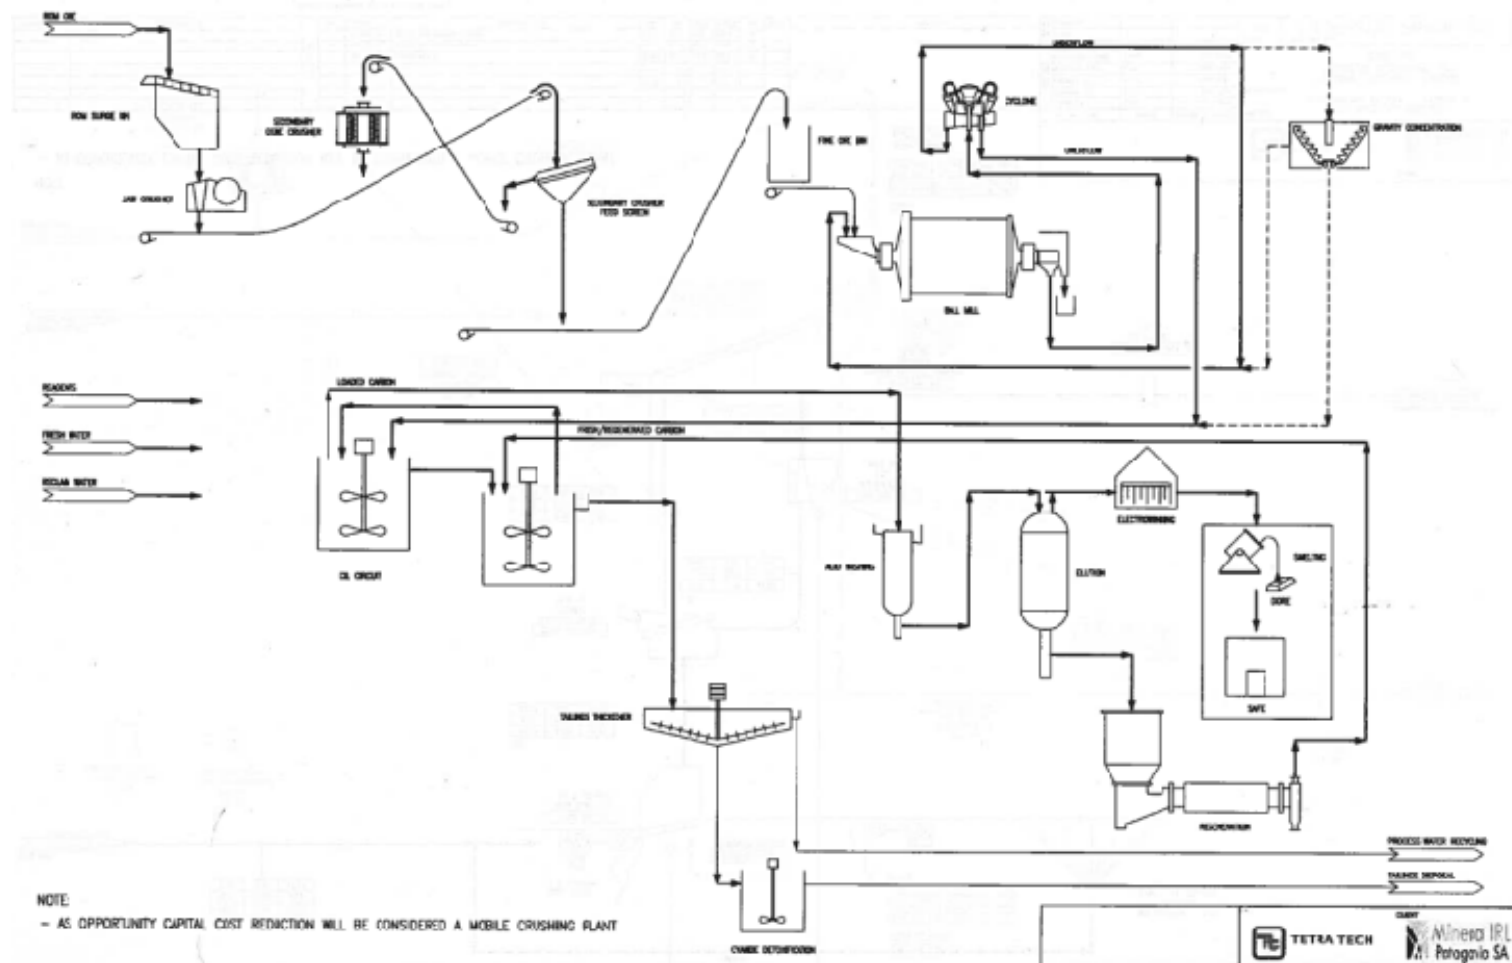 ROM ORE
ROM SURGE BIN
JAW CRUSHER
SECONDARY
CONE CRUSHER
SECONDARY CRUSHER
FEED SCREEN
FINE ORE BIN
UNDERFLOW
CYCLONE
OVERFLOW
GRAVITY CONCENTRATION
BALL MILL
REAGENTS
FRESH WATER
RECLAIM WATER
LOADED CARBON
FRESH/REGENERATED CARBON
CIL CIRCUIT
ACID WASHING
ELUTION
ELECTROWINNING
SMELTING
DORE
SAFE
REGENERATION
TAILINGS THICKENER
CYANIDE DETOXIFICATION
PROCESS WATER RECYCLING
TAILINGS DISPOSAL
NOTE:
- AS OPPORTUNITY CAPITAL COST REDUCTION WILL BE CONSIDERED A MOBILE CRUSHING PLANT
TETRA TECH
CLIENT
Minera IRL
Patagonia SA